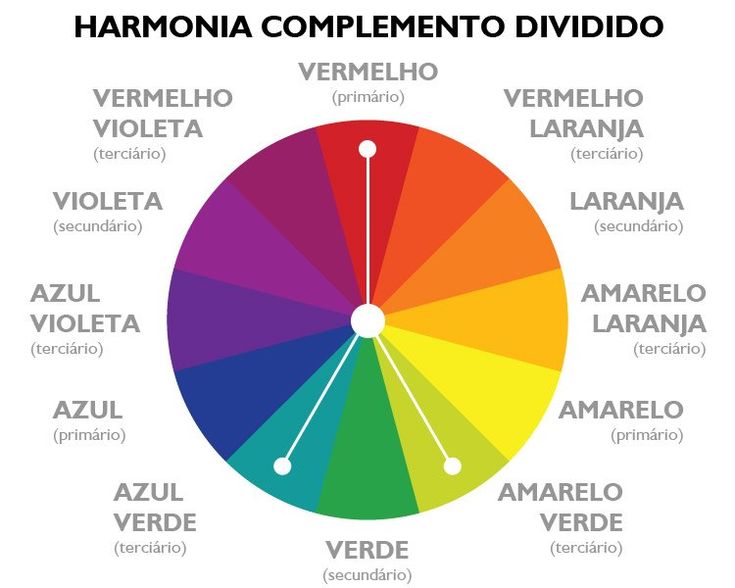 HARMONIA COMPLEMENTO DIVIDIDO
VERMELHO
(primário)
VERMELHO
LARANJA
(terciário)
LARANJA
(secundário)
AMARELO
LARANJA
(terciário)
AMARELO
(primário)
AMARELO
VERDE
(terciário)
VERDE
(secundário)
AZUL
VERDE
(terciário)
AZUL
(primário)
AZUL
VIOLETA
(terciário)
VIOLETA
(secundário)
VERMELHO
VIOLETA
(terciário)